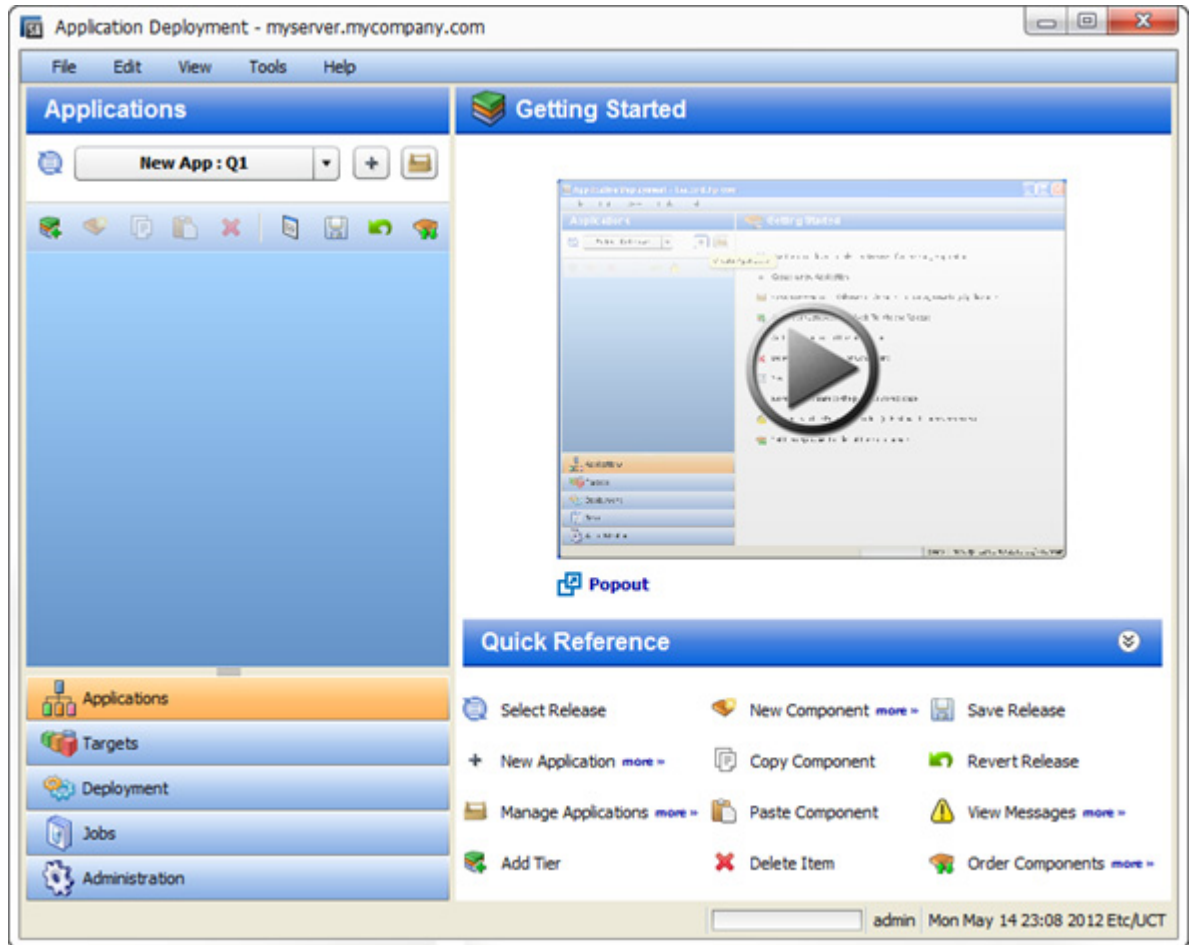 Application Deployment - myserver.mycompany.com
File Edit View Tools Help
Applications
New App : Q1
Getting Started
Applications
Getting Started
Popout
Quick Reference
Applications
Targets
Deployment
Jobs
Administration
Select Release
New Component more »
Save Release
New Application more »
Copy Component
Revert Release
Manage Applications more »
Paste Component
View Messages more »
Add Tier
Delete Item
Order Components more »
admin Mon May 14 23:08 2012 Etc/UCT